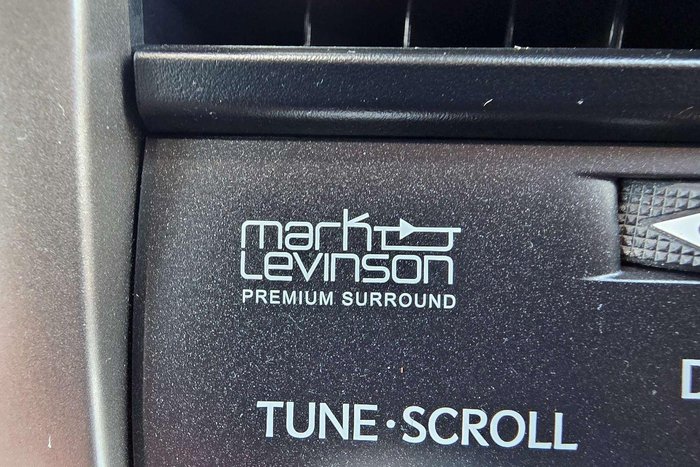 mark
Levinson
PREMIUM SURROUND
TUNE·SCROLL